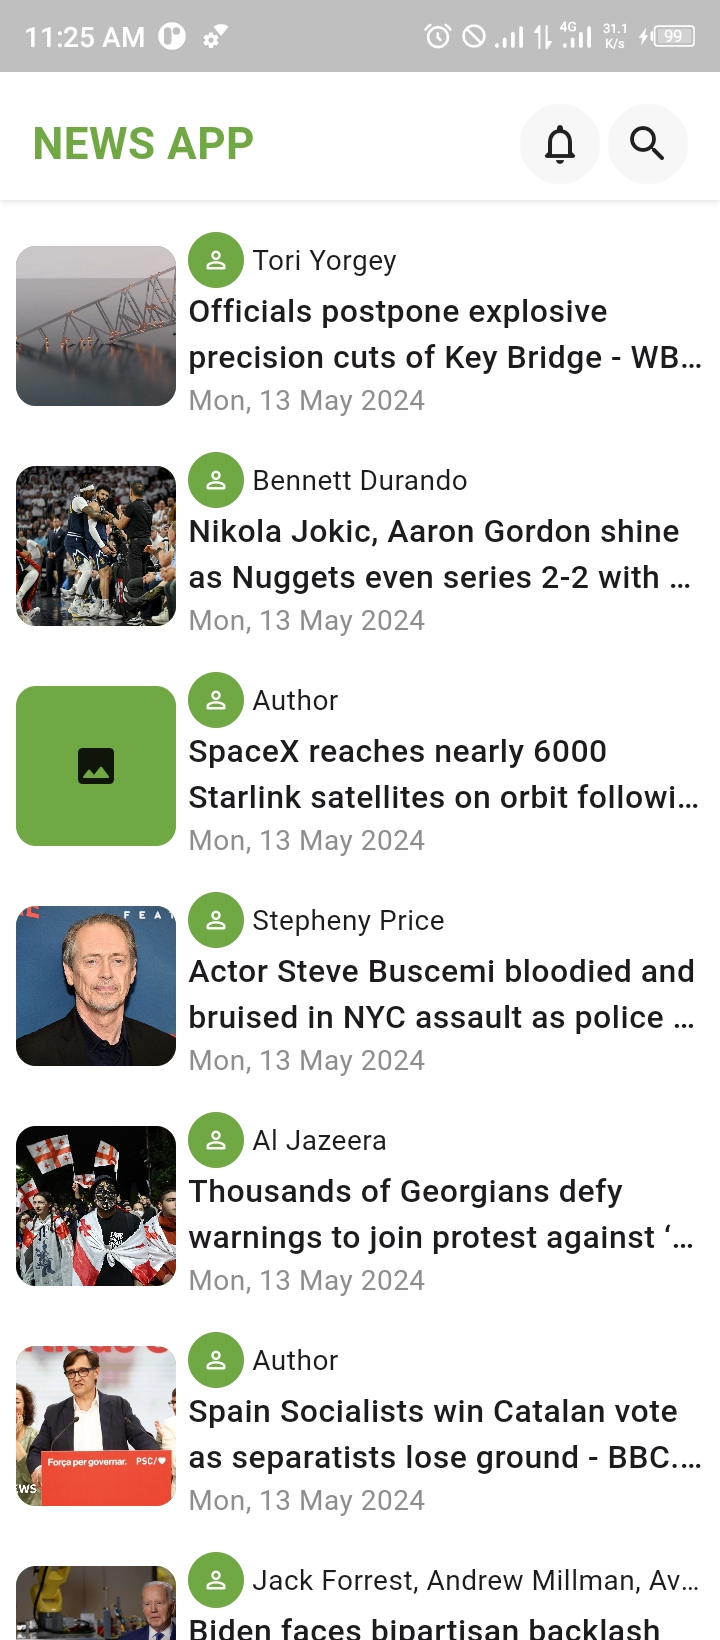 11:25 AM
4G
31.1
K/s
99
NEWS APP
Tori Yorgey
Officials postpone explosive
precision cuts of Key Bridge - WB...
Mon, 13 May 2024
Bennett Durando
Nikola Jokic, Aaron Gordon shine
as Nuggets even series 2-2 with ...
Mon, 13 May 2024
Author
SpaceX reaches nearly 6000
Starlink satellites on orbit followi...
Mon, 13 May 2024
FEAT
Stepheny Price
Actor Steve Buscemi bloodied and
bruised in NYC assault as police ...
Mon, 13 May 2024
Al Jazeera
Thousands of Georgians defy
warnings to join protest against ‘...
Mon, 13 May 2024
Força per governar. PSC/
EWS
Author
Spain Socialists win Catalan vote
as separatists lose ground - BBC....
Mon, 13 May 2024
Jack Forrest, Andrew Millman, Av...
Biden faces bipartisan backlash